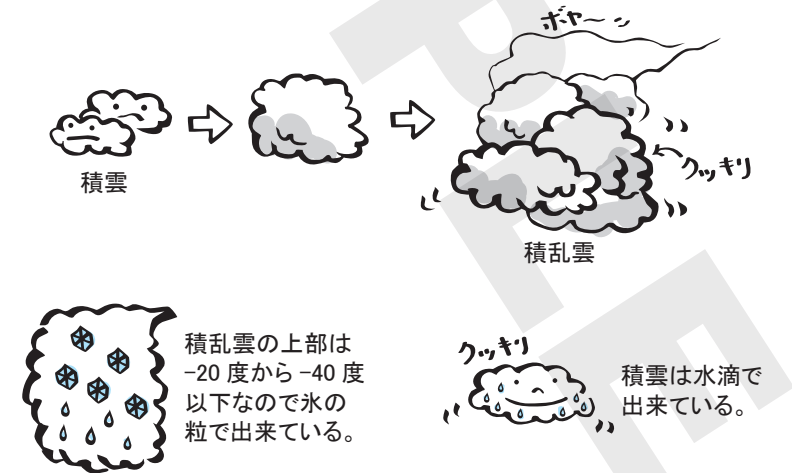 ボヤ〜ッ
クッキリ
積雲
積乱雲
積乱雲の上部は
-20 度から -40 度
以下なので氷の
粒で出来ている。
クッキリ
積雲は水滴で
出来ている。